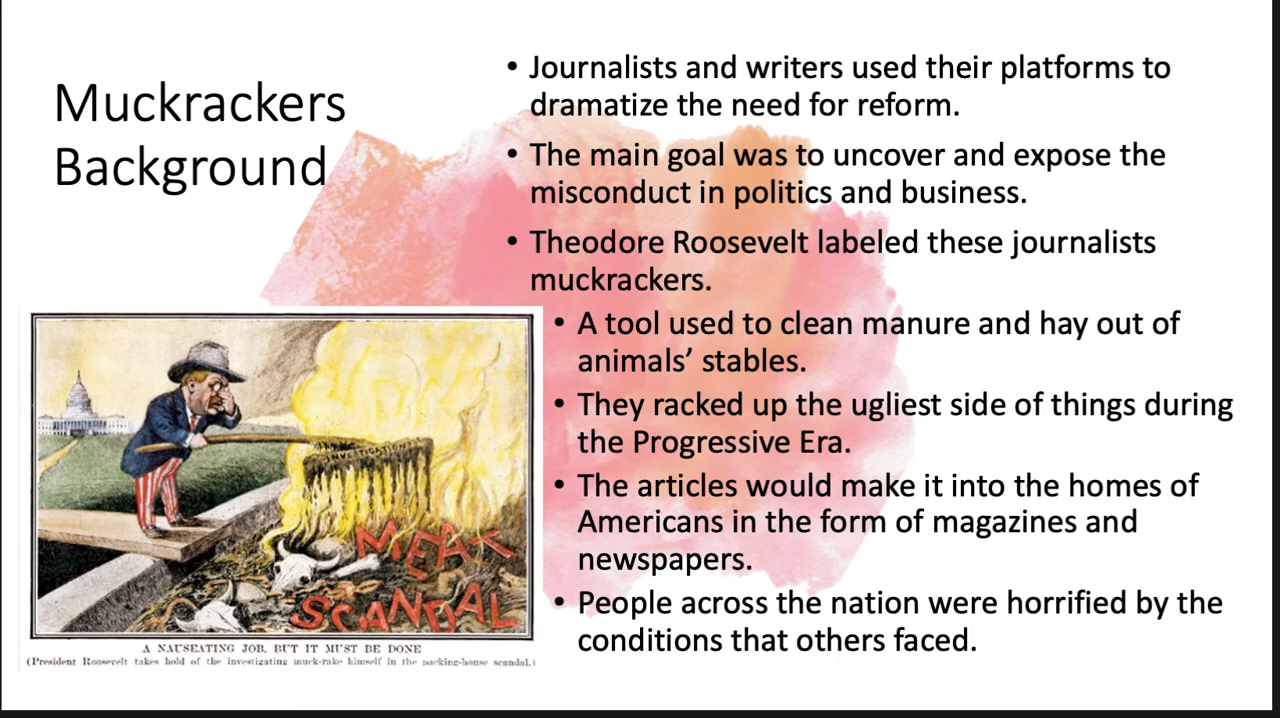 Muckrackers
Background
• Journalists and writers used their platforms to
dramatize the need for reform.
• The main goal was to uncover and expose the
misconduct in politics and business.
• Theodore Roosevelt labeled these journalists
muckrackers.
• A tool used to clean manure and hay out of
animals’ stables.
• They racked up the ugliest side of things during
the Progressive Era.
• The articles would make it into the homes of
Americans in the form of magazines and
newspapers.
• People across the nation were horrified by the
conditions that others faced.
INVESTIGATION
MEAT
SCANDAL
A NAUSEATING JOB, BUT IT MUST BE DONE
(President Roosevelt takes hold of the investigating muck-rake himself in the packing-house scandal.)